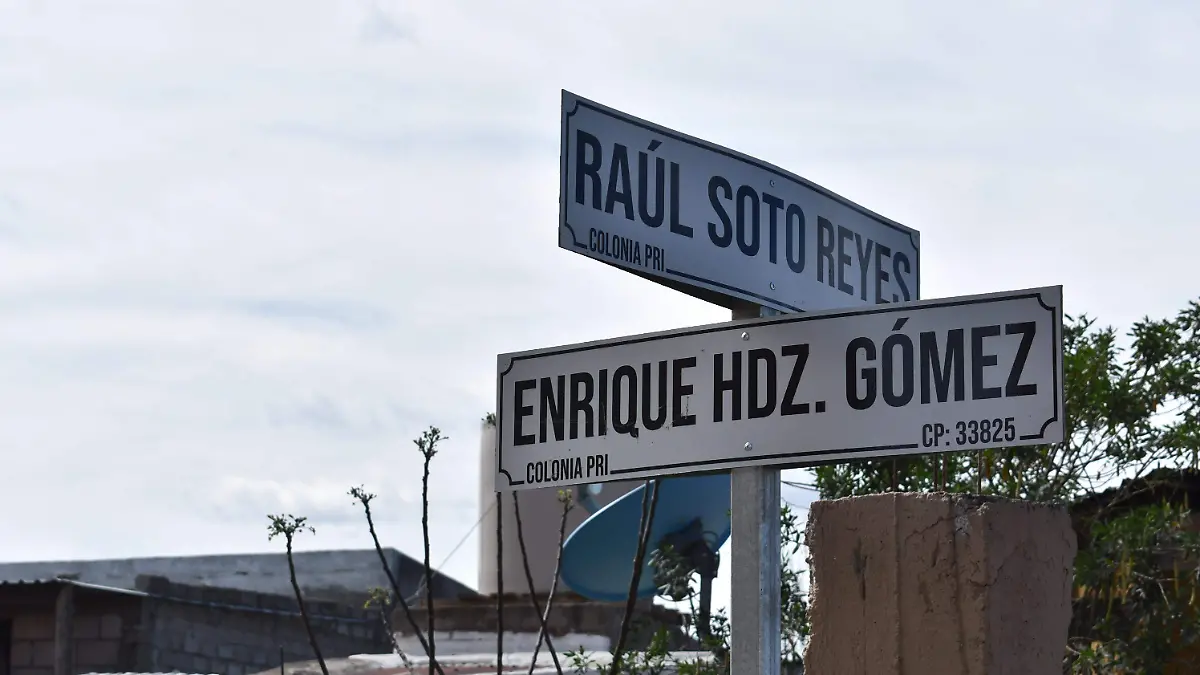 RAÚL SOTO REYES
COLONIA PRI
ENRIQUE HDZ. GÓMEZ
COLONIA PRI
CP: 33825